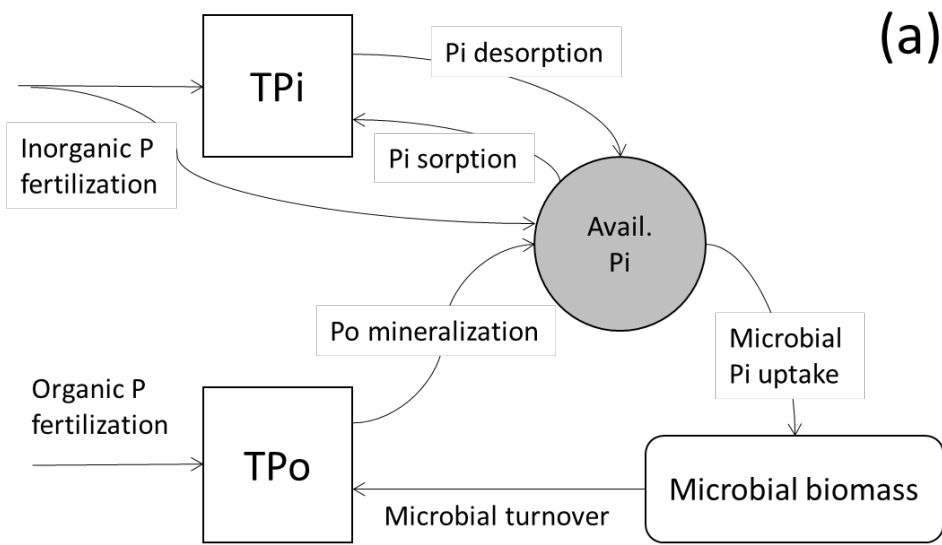 (a)
TPi
Pi desorption
Inorganic P
fertilization
Pi sorption
Avail.
Pi
Po mineralization
Microbial
Pi uptake
Organic P
fertilization
TPo
Microbial biomass
Microbial turnover